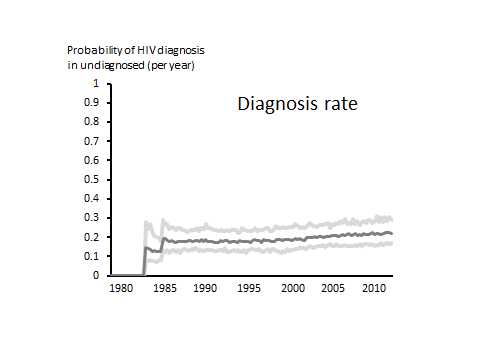 Probability of HIV diagnosis
in undiagnosed (per year)
Diagnosis rate
1
0.9
0.8
0.7
0.6
0.5
0.4
0.3
0.2
0.1
0
1980 1985 1990 1995 2000 2005 2010